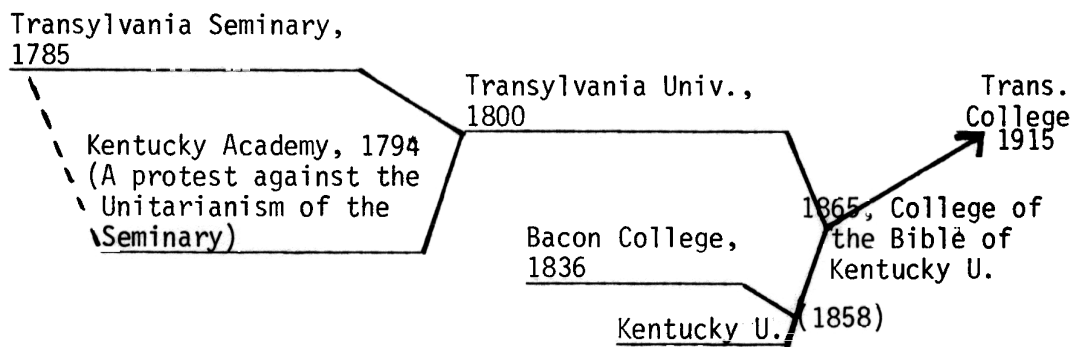 Transylvania Seminary,
1785
Kentucky Academy, 1794
(A protest against the
Unitarianism of the
Seminary)
Transylvania Univ.,
1800
Bacon College,
1836
Kentucky U.
(1858)
1865, College of
the Bible of
Kentucky U.
Trans.
College
1915